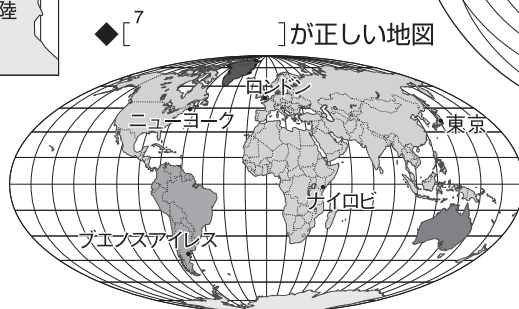 陸
◆[7 ]が正しい地図
ロンドン
ニューヨーク
東京
ナイロビ
ブエノスアイレス